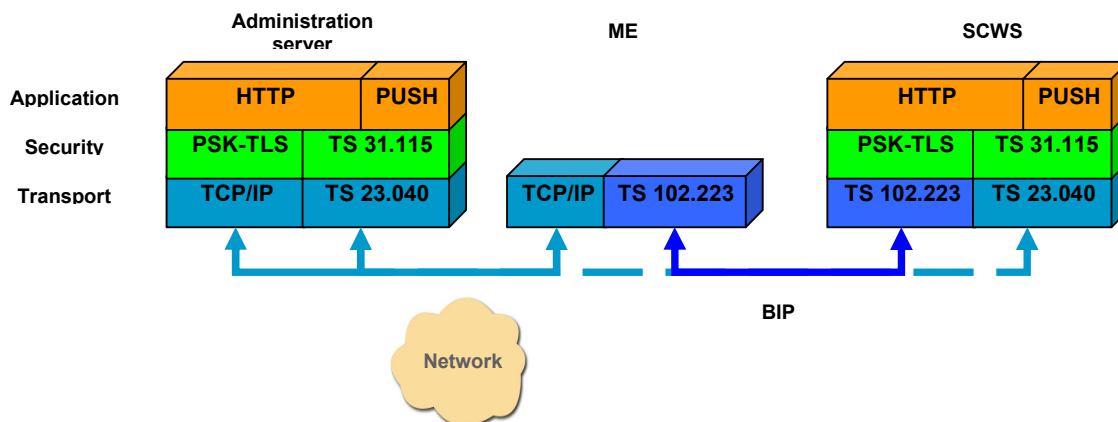 Administration
server
ME
SCWS
Application
HTTP
PUSH
HTTP
PUSH
Security
PSK-TLS
TS 31.115
PSK-TLS
TS 31.115
Transport
TCP/IP
TS 23.040
TCP/IP
TS 102.223
TS 102.223
TS 23.040
BIP
Network